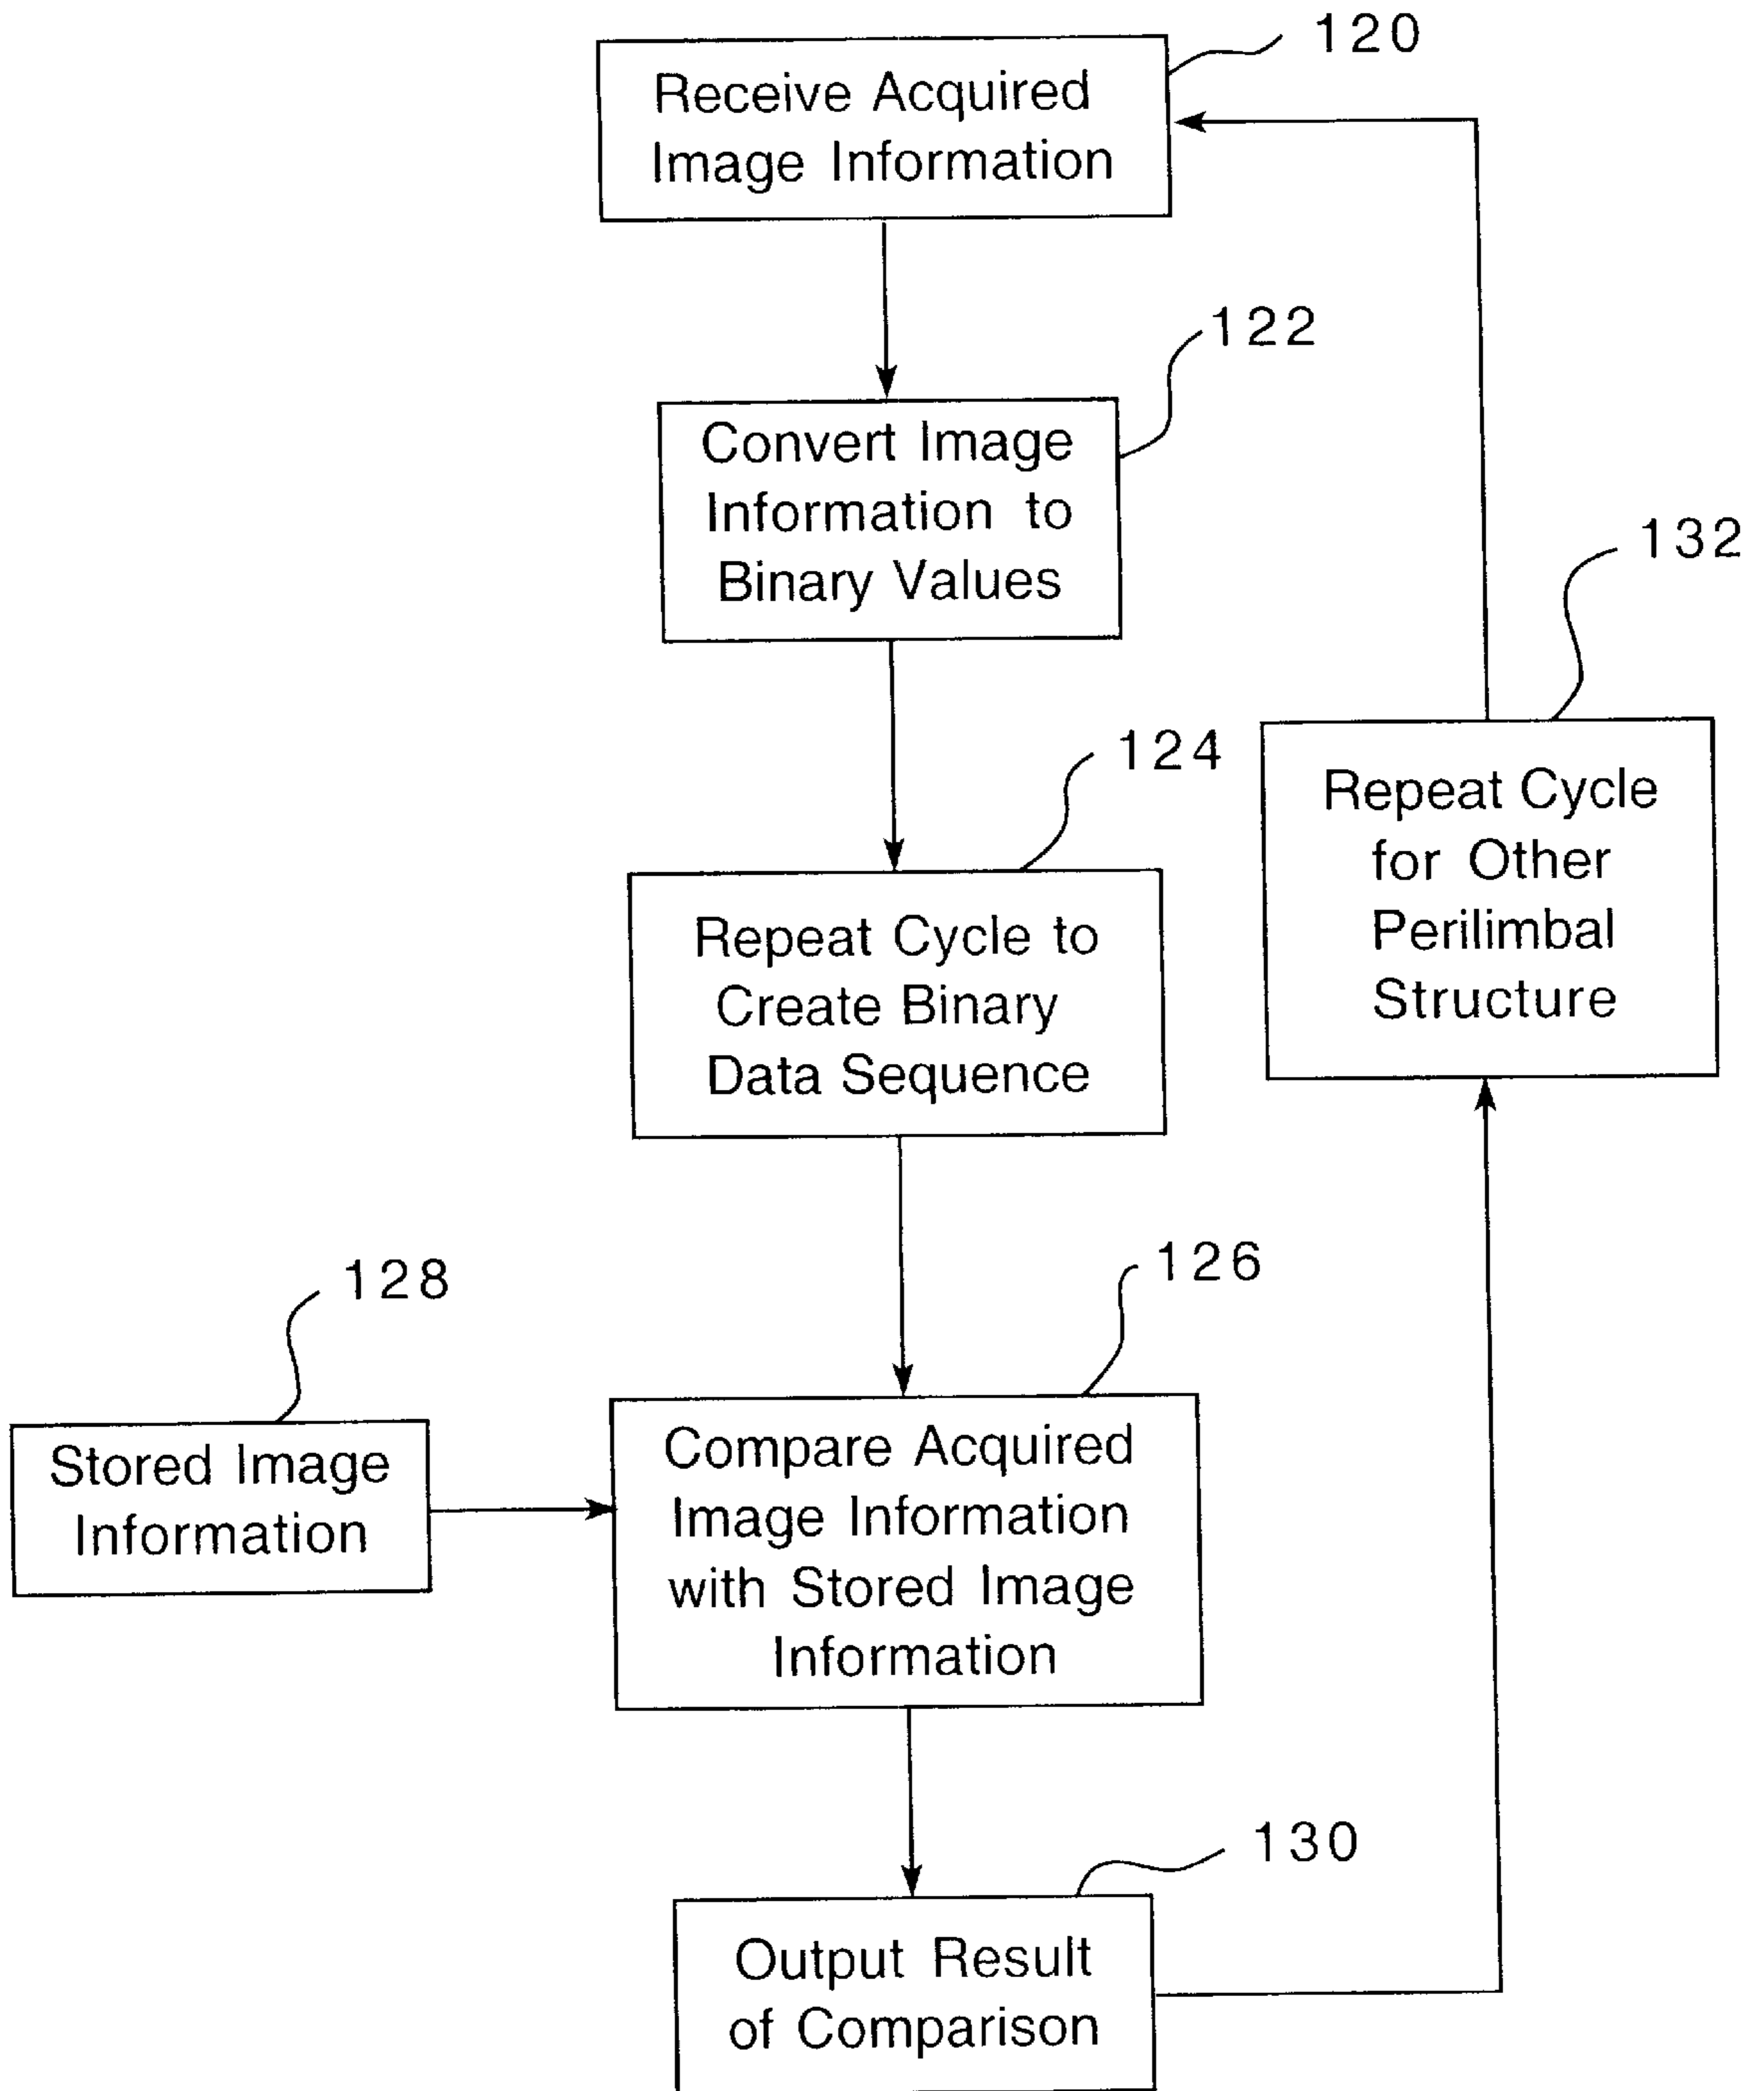 120
Receive Acquired
Image Information
122
Convert Image
Information to
Binary Values
132
Repeat Cycle
for Other
Perilimbal
Structure
124
Repeat Cycle to
Create Binary
Data Sequence
126
Compare Acquired
Image Information
with Stored Image
Information
128
Stored Image
Information
130
Output Result
of Comparison